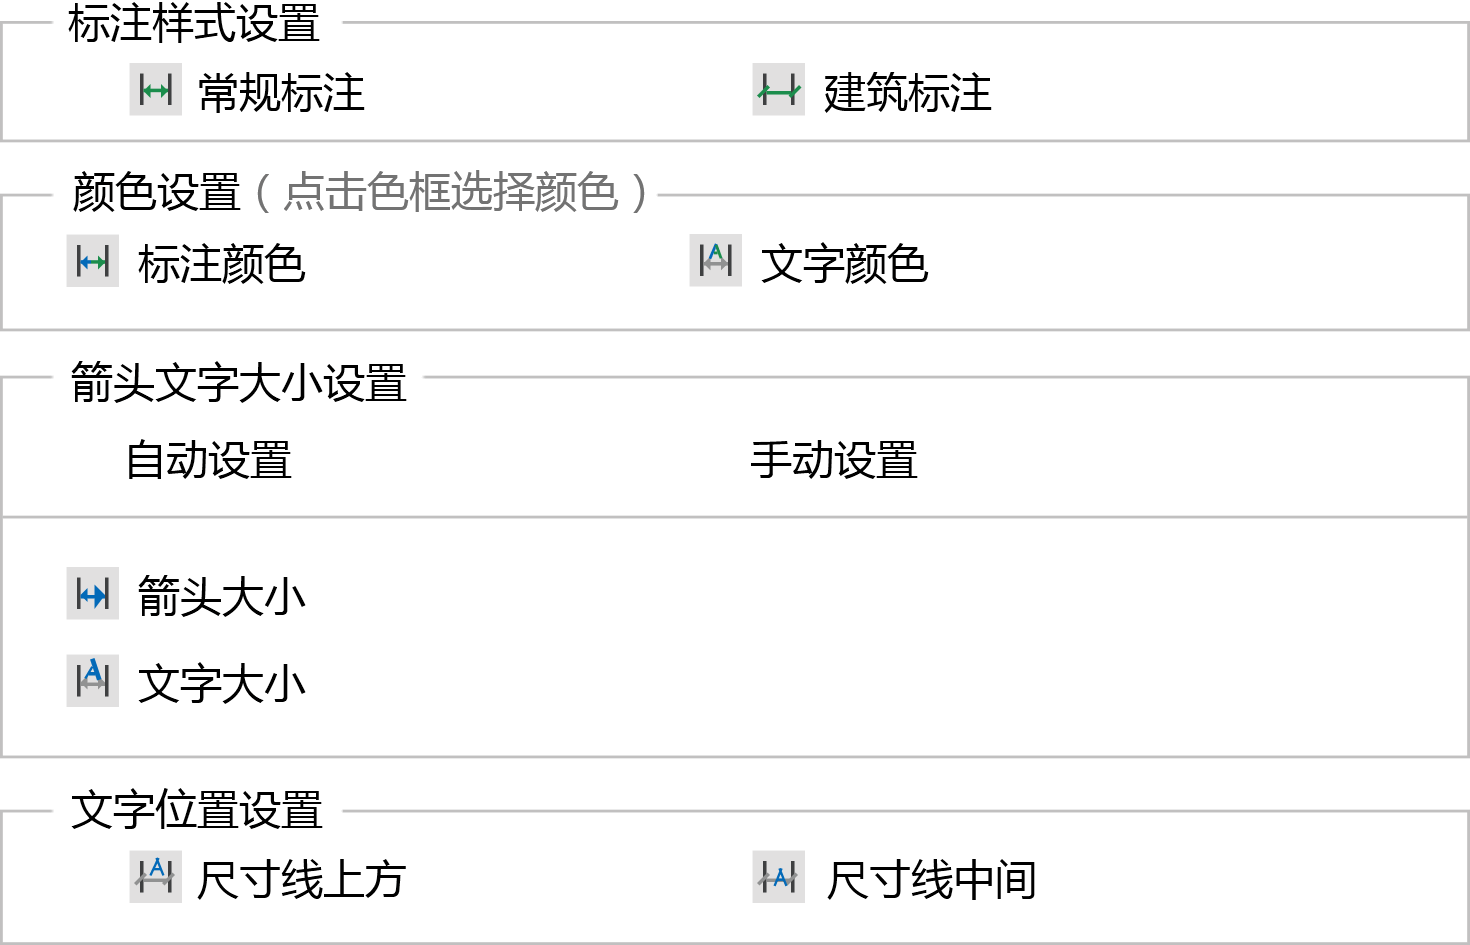 标注样式设置
常规标注 建筑标注
颜色设置（点击色框选择颜色）
标注颜色 文字颜色
箭头文字大小设置
自动设置 手动设置
箭头大小
文字大小
文字位置设置
尺寸线上方 尺寸线中间